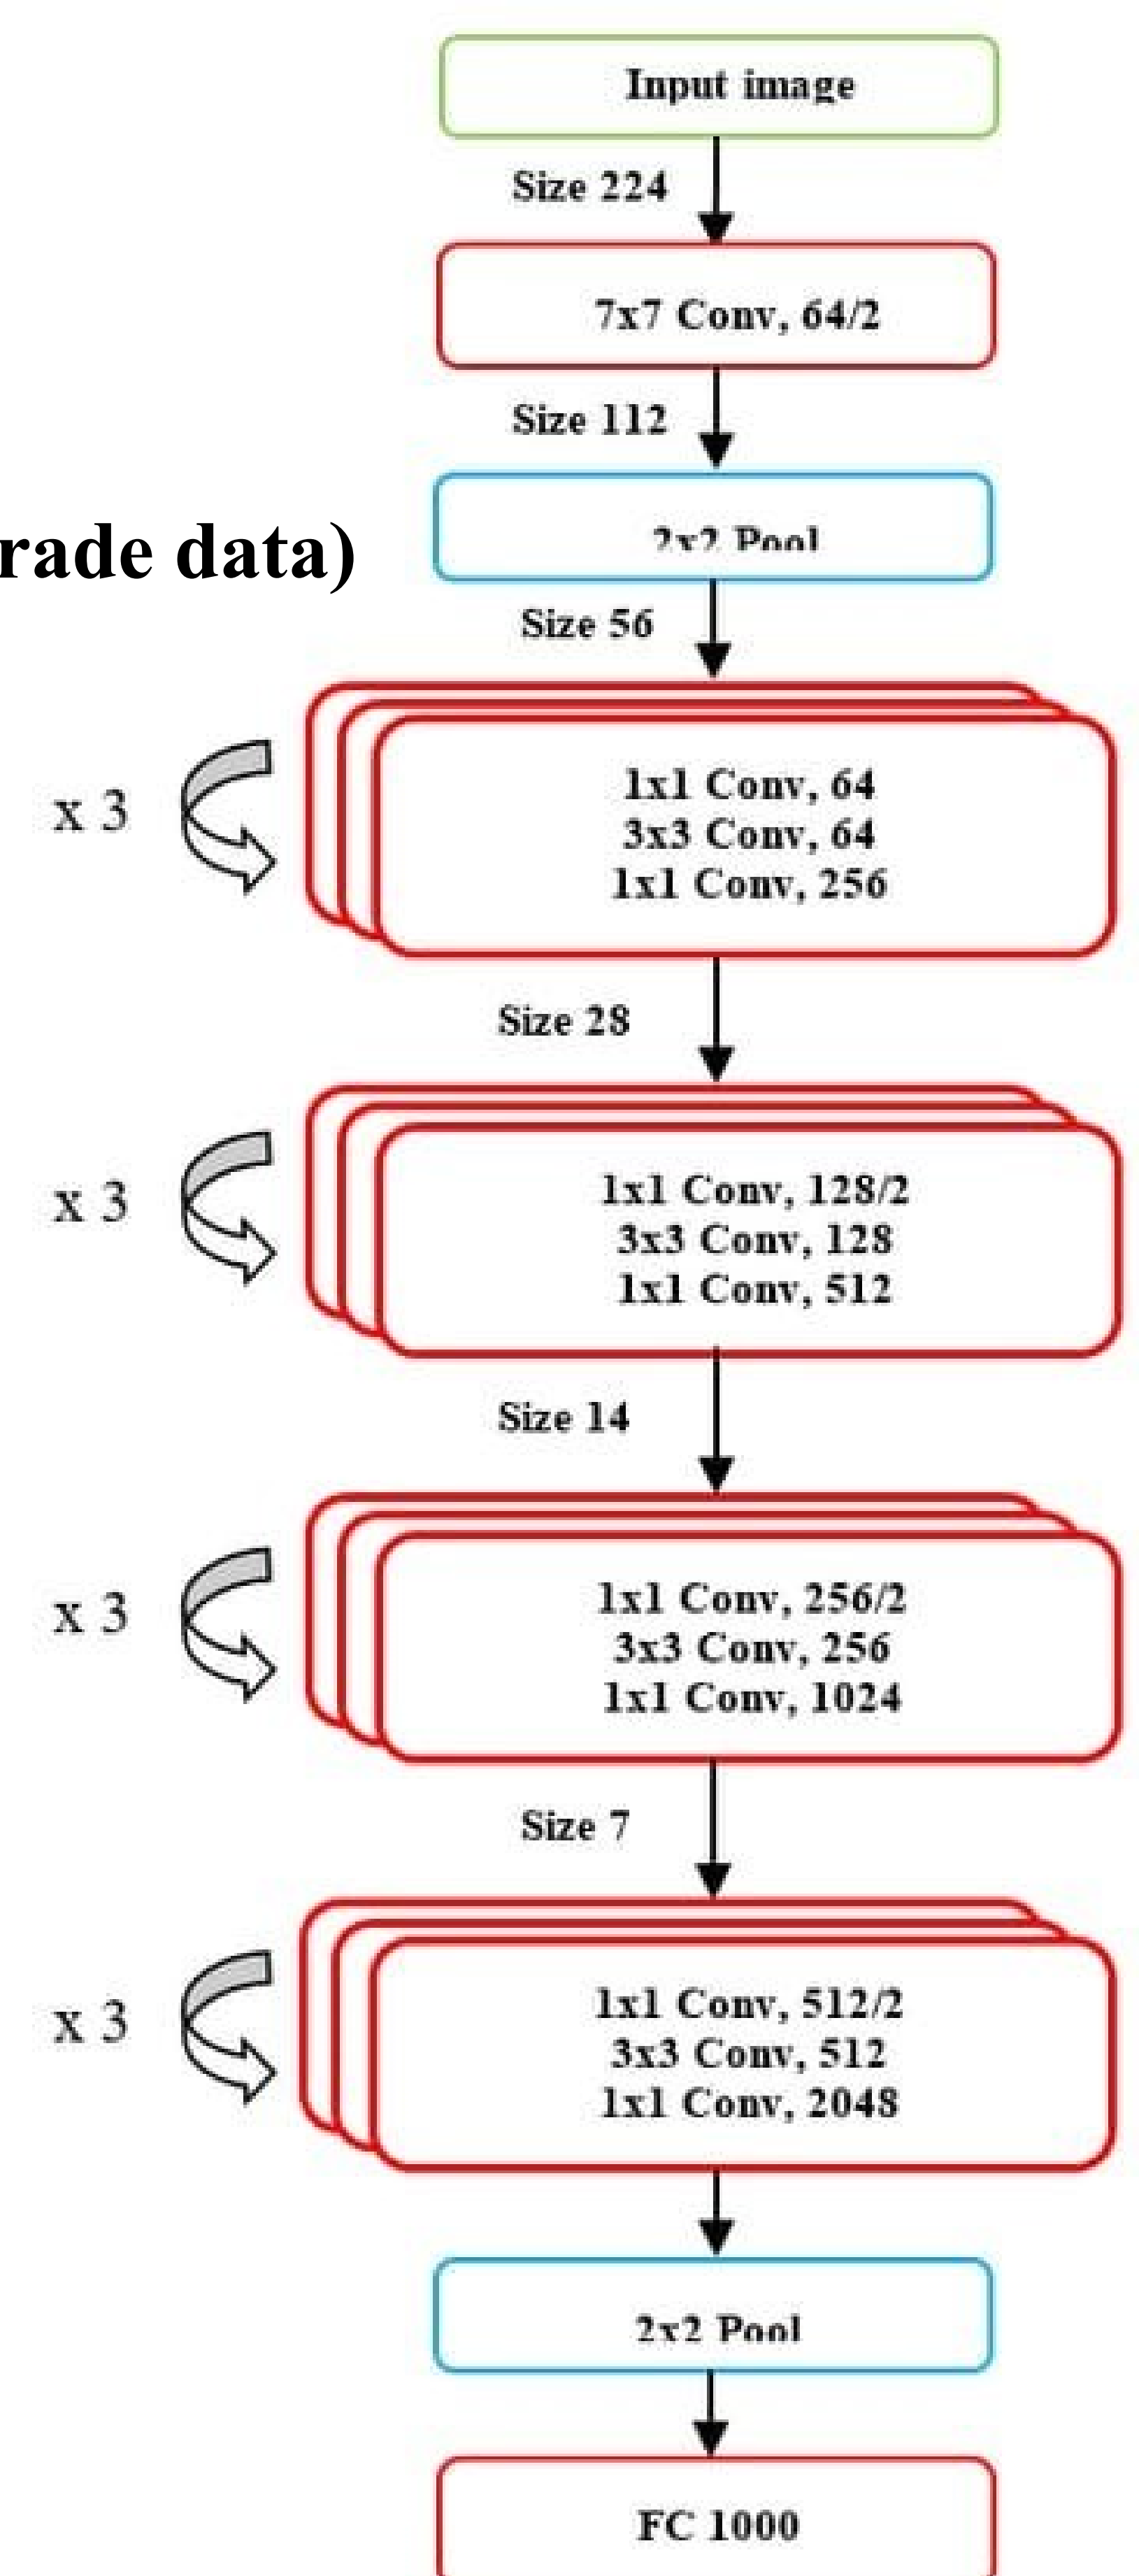 Input image
Size 224
7x7 Conv, 64/2
Size 112
rade data)
2x2 Pool
Size 56
x 3
1x1 Conv, 64
3x3 Conv, 64
1x1 Conv, 256
Size 28
x 3
1x1 Conv, 128/2
3x3 Conv, 128
1x1 Conv, 512
Size 14
x 3
1x1 Conv, 256/2
3x3 Conv, 256
1x1 Conv, 1024
Size 7
x 3
1x1 Conv, 512/2
3x3 Conv, 512
1x1 Conv, 2048
2x2 Pool
FC 1000